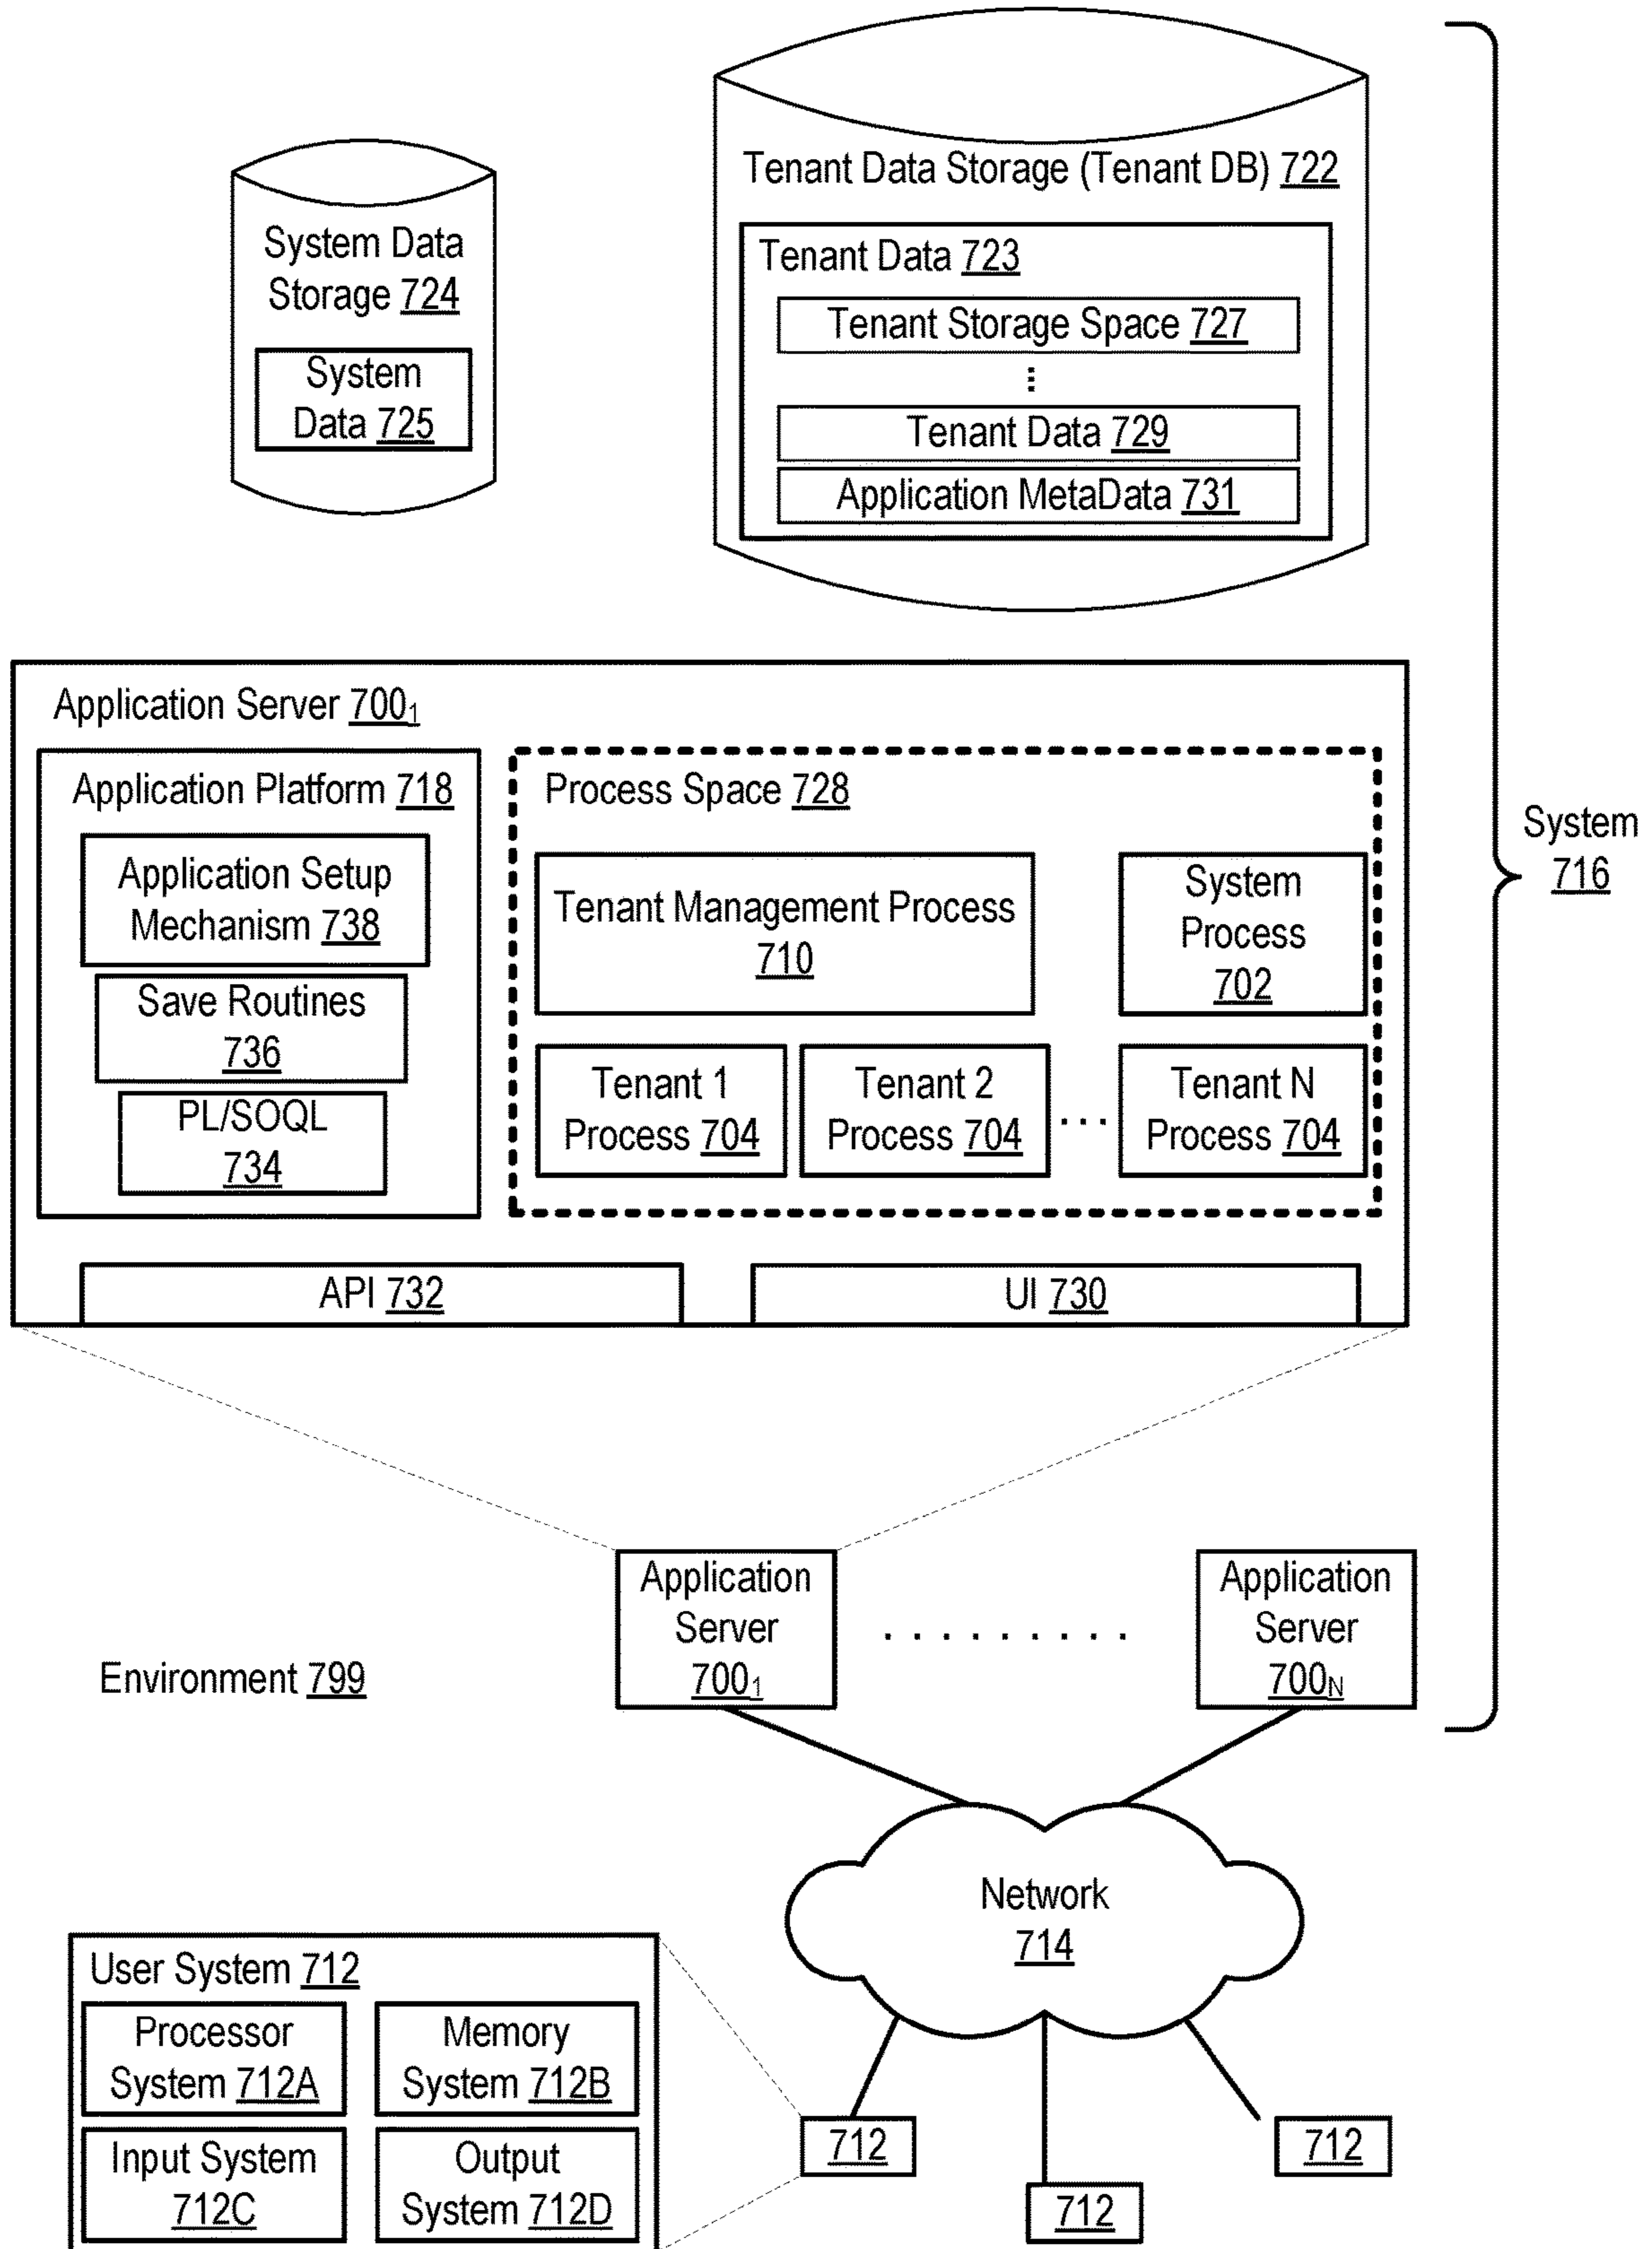 Tenant Data Storage (Tenant DB) 722
System Data
Storage 724
System
Data 725
Tenant Data 723
Tenant Storage Space 727
Tenant Data 729
Application MetaData 731
System
716
Application Server 700₁
Application Platform 718
Application Setup
Mechanism 738
Save Routines
736
PL/SOQL
734
Process Space 728
Tenant Management Process
710
System
Process
702
Tenant 1
Process 704
Tenant 2
Process 704
...
Tenant N
Process 704
API 732
UI 730
Application
Server
700₁
.........
Application
Server
700N
Environment 799
Network
714
User System 712
Processor
System 712A
Memory
System 712B
Input System
712C
Output
System 712D
712
712
712